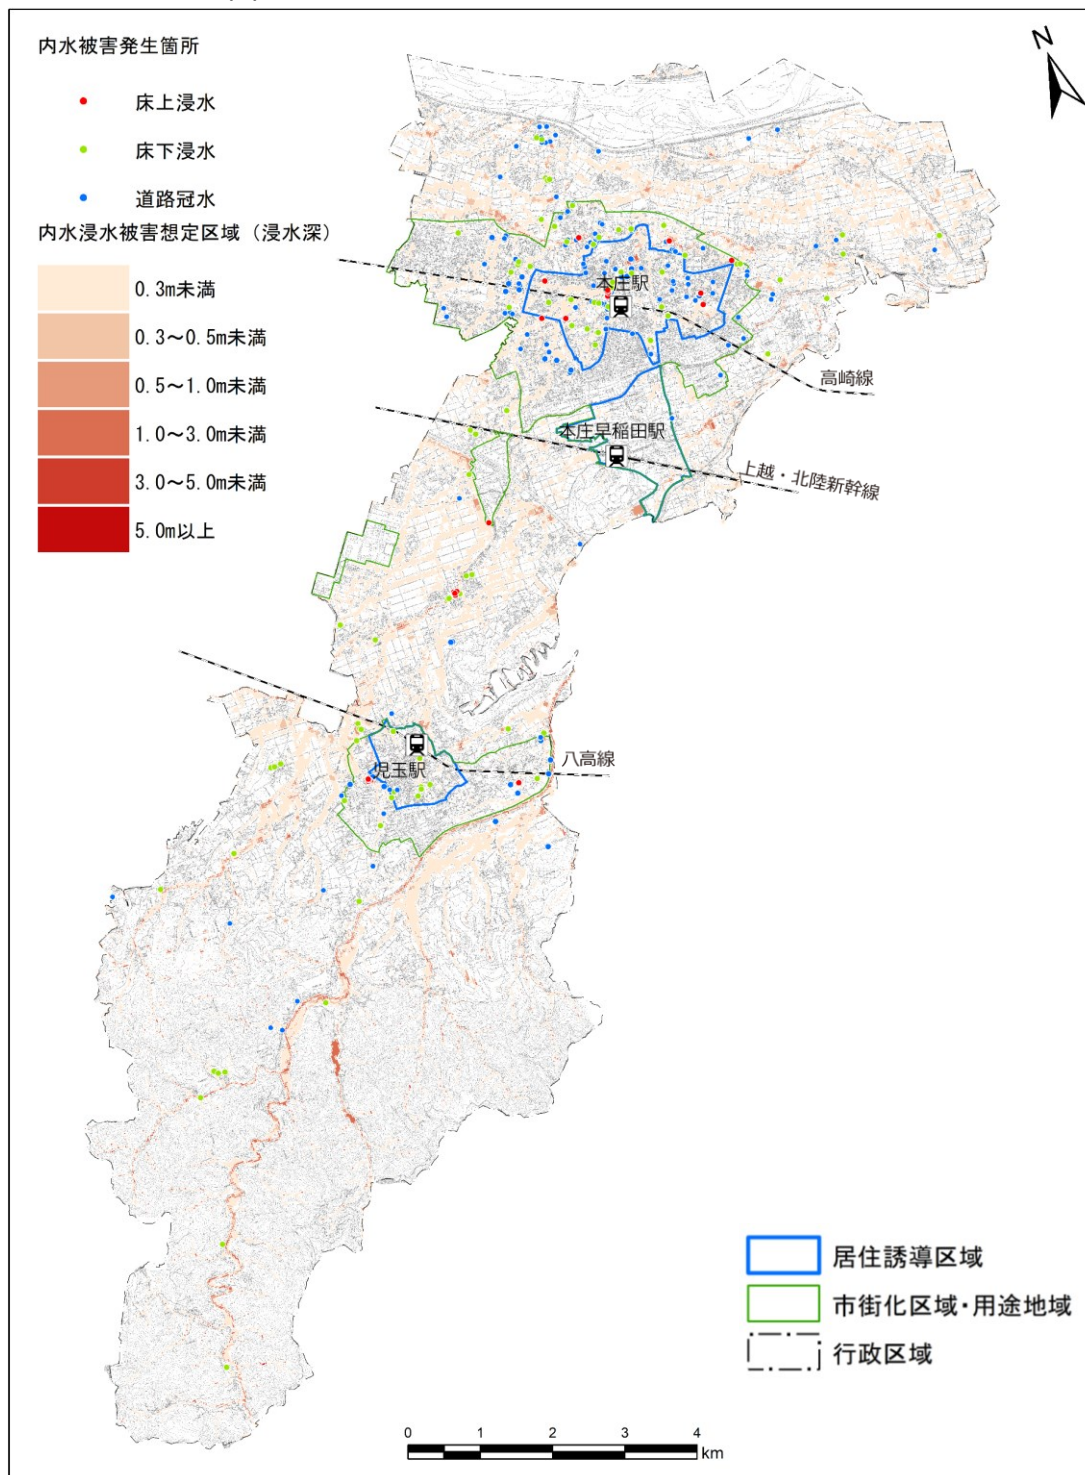 内水被害発生箇所
床上浸水
床下浸水
道路冠水
内水浸水被害想定区域（浸水深）
0.3m未満
0.3～0.5m未満
0.5～1.0m未満
1.0～3.0m未満
3.0～5.0m未満
5.0m以上
N
本庄駅
高崎線
本庄早稲田駅
上越・北陸新幹線
児玉駅
八高線
居住誘導区域
市街化区域・用途地域
行政区域
0 1 2 3 4
km